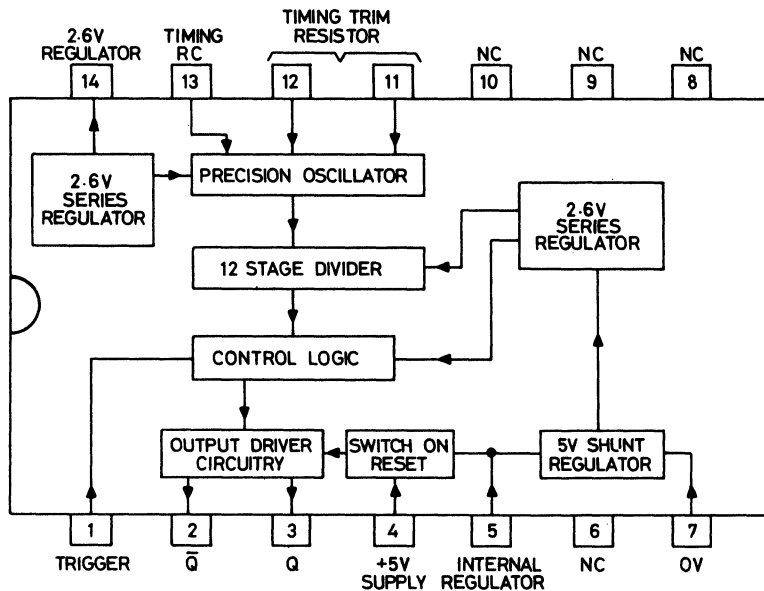 TIMING TRIM
RESISTOR
2·6V
REGULATOR
TIMING
RC
NC
NC
NC
14
13
12
11
10
9
8
2·6V
SERIES
REGULATOR
PRECISION OSCILLATOR
2·6V
SERIES
REGULATOR
12 STAGE DIVIDER
CONTROL LOGIC
OUTPUT DRIVER
CIRCUITRY
SWITCH ON
RESET
5V SHUNT
REGULATOR
1
2
3
4
5
6
7
TRIGGER
Q̅
Q
+5V
SUPPLY
INTERNAL
REGULATOR
NC
OV